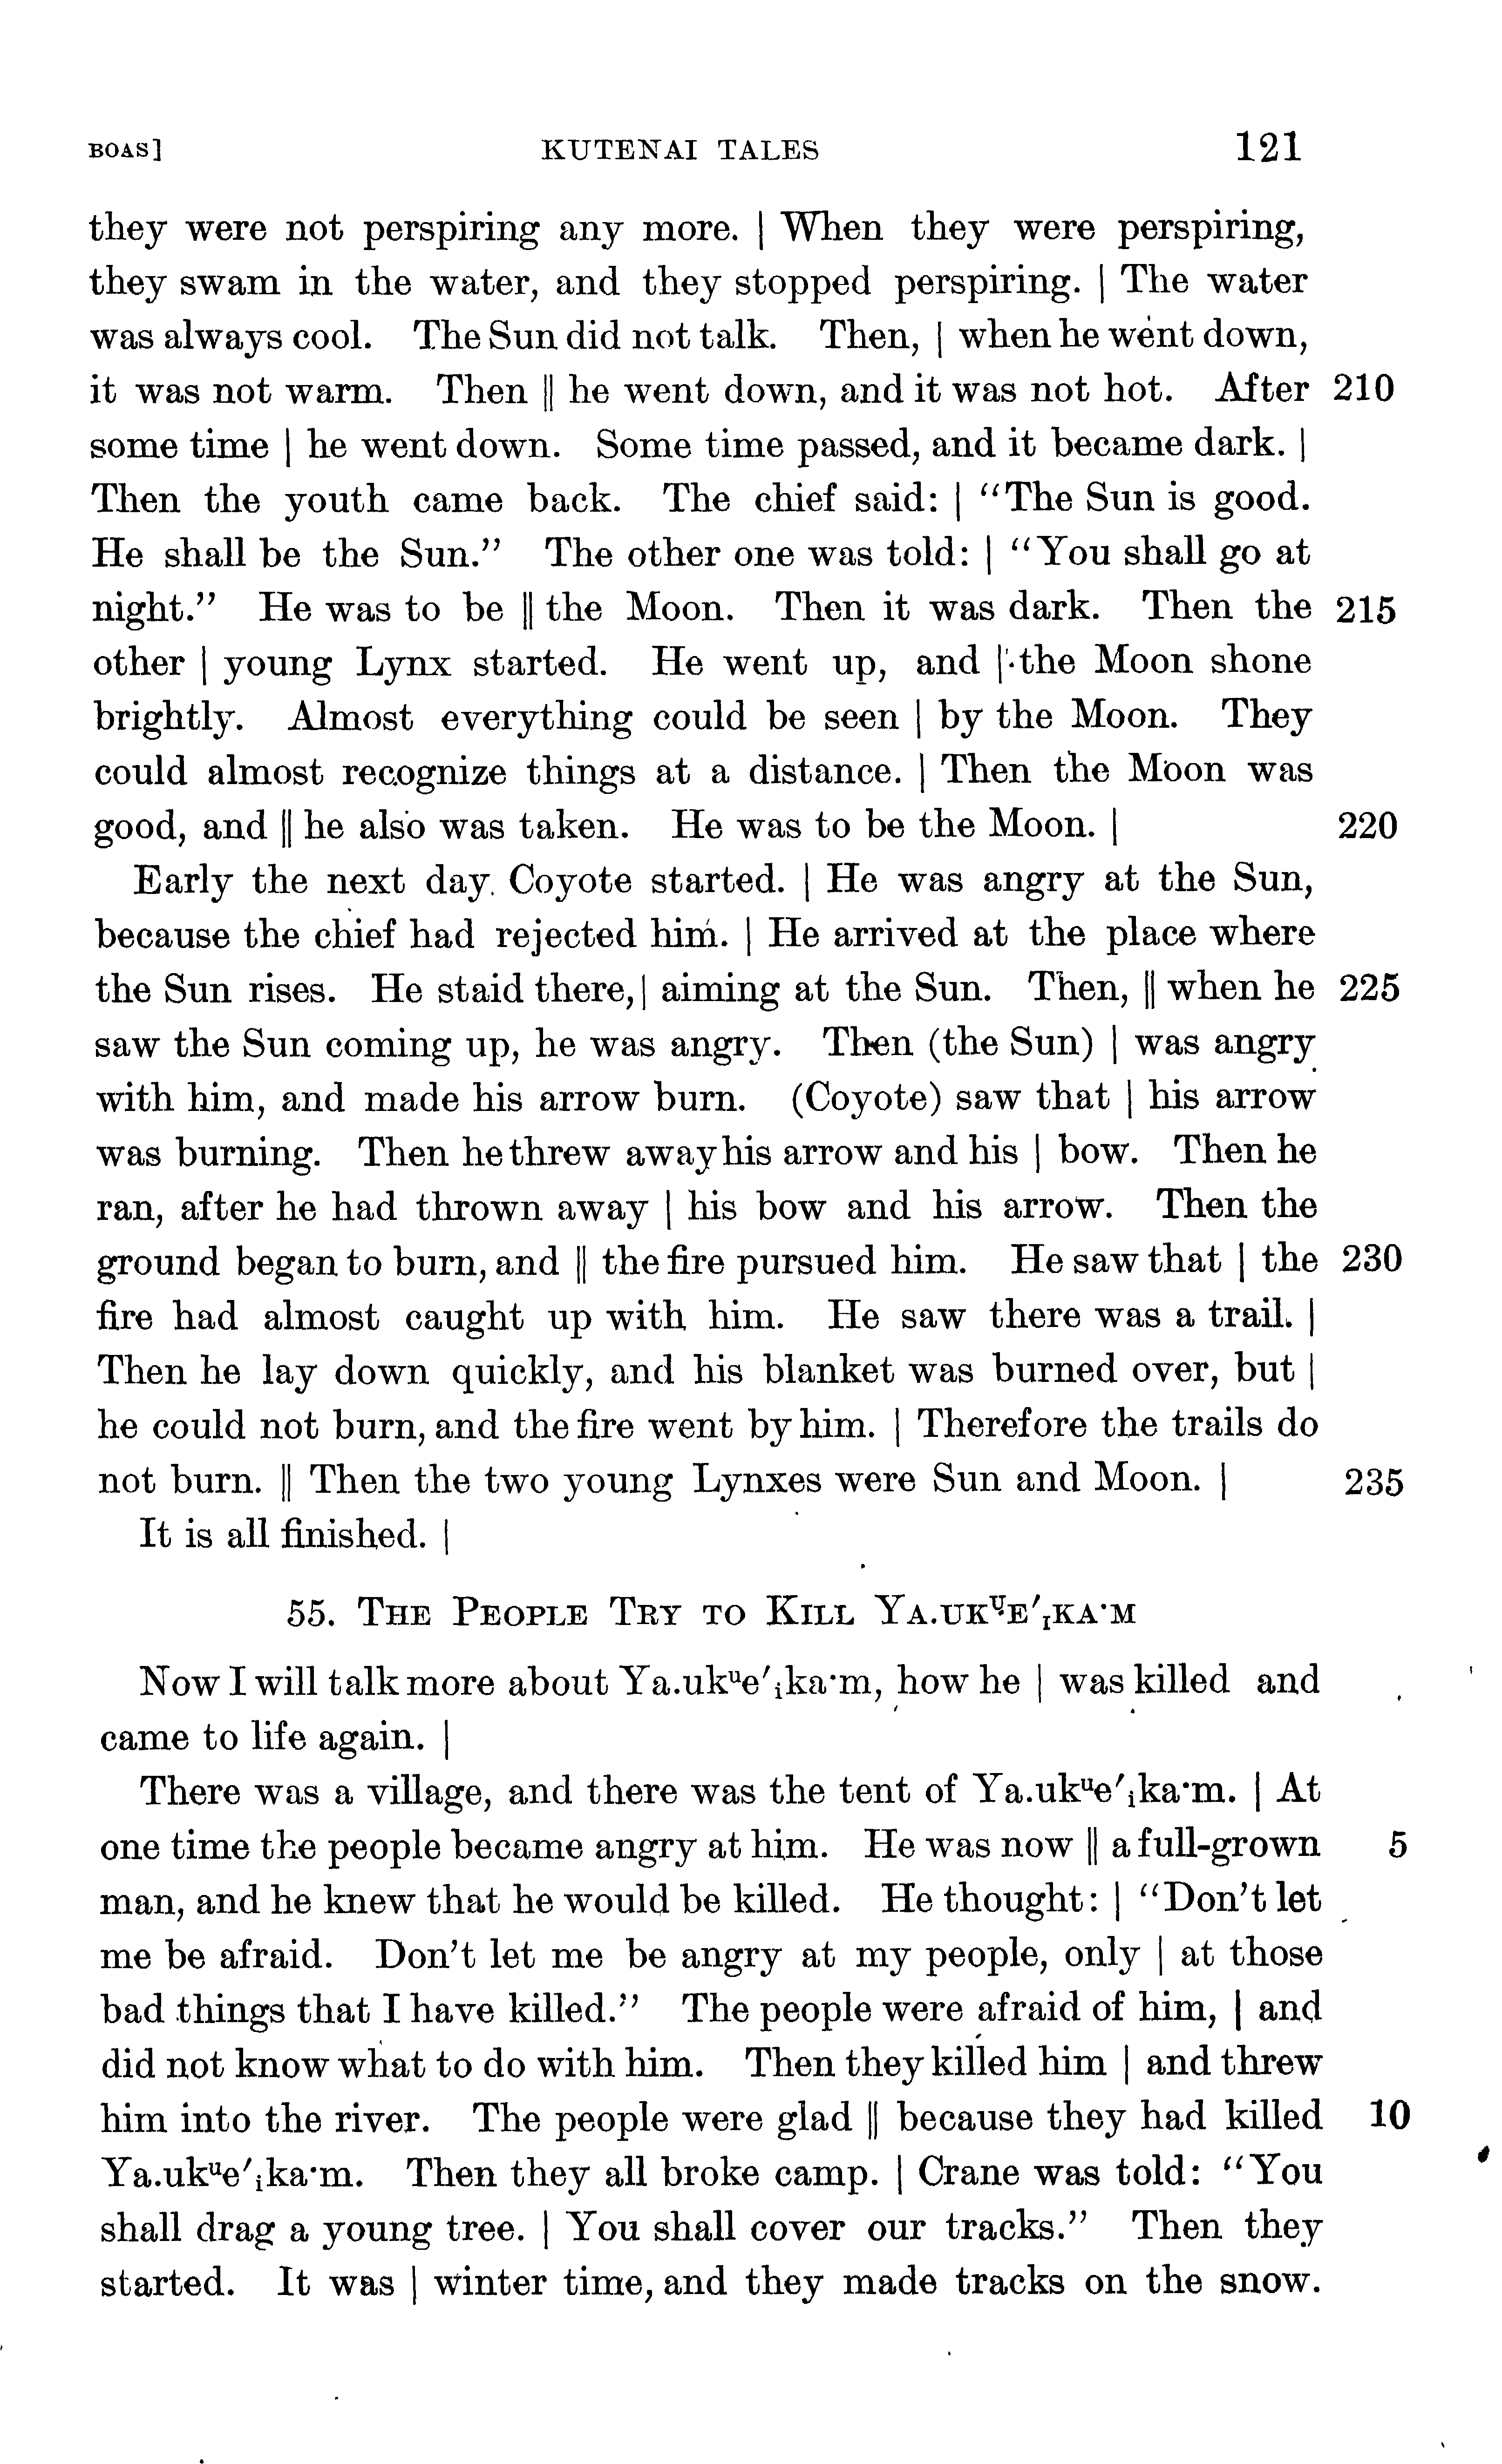 BOAS] KUTENAI TALES 121
they were not perspiring any more. | When they were perspiring,
they swam in the water, and they stopped perspiring. | The water
was always cool. The Sun did not talk. Then, | when he went down,
it was not warm. Then || he went down, and it was not hot. After 210
some time | he went down. Some time passed, and it became dark. |
Then the youth came back. The chief said: | “The Sun is good.
He shall be the Sun.” The other one was told: | “You shall go at
night.” He was to be || the Moon. Then it was dark. Then the 215
other | young Lynx started. He went up, and | the Moon shone
brightly. Almost everything could be seen | by the Moon. They
could almost recognize things at a distance. | Then the Moon was
good, and || he also was taken. He was to be the Moon. | 220
Early the next day Coyote started. | He was angry at the Sun,
because the chief had rejected him. | He arrived at the place where
the Sun rises. He staid there, | aiming at the Sun. Then, || when he 225
saw the Sun coming up, he was angry. Then (the Sun) | was angry
with him, and made his arrow burn. (Coyote) saw that | his arrow
was burning. Then he threw away his arrow and his | bow. Then he
ran, after he had thrown away | his bow and his arrow. Then the
ground began to burn, and || the fire pursued him. He saw that | the 230
fire had almost caught up with him. He saw there was a trail. |
Then he lay down quickly, and his blanket was burned over, but |
he could not burn, and the fire went by him. | Therefore the trails do
not burn. || Then the two young Lynxes were Sun and Moon. | 235
It is all finished. |
55. THE PEOPLE TRY TO KILL YA.UKᵘE′ᵢKA·M
Now I will talk more about Ya.ukᵘe′ᵢka·m, how he | was killed and
came to life again. |
There was a village, and there was the tent of Ya.ukᵘe′ᵢka·m. | At
one time the people became angry at him. He was now || a full-grown 5
man, and he knew that he would be killed. He thought: | “Don’t let
me be afraid. Don’t let me be angry at my people, only | at those
bad things that I have killed.” The people were afraid of him, | and
did not know what to do with him. Then they killed him | and threw
him into the river. The people were glad || because they had killed 10
Ya.ukᵘe′ᵢka·m. Then they all broke camp. | Crane was told: “You
shall drag a young tree. | You shall cover our tracks.” Then they
started. It was | winter time, and they made tracks on the snow.